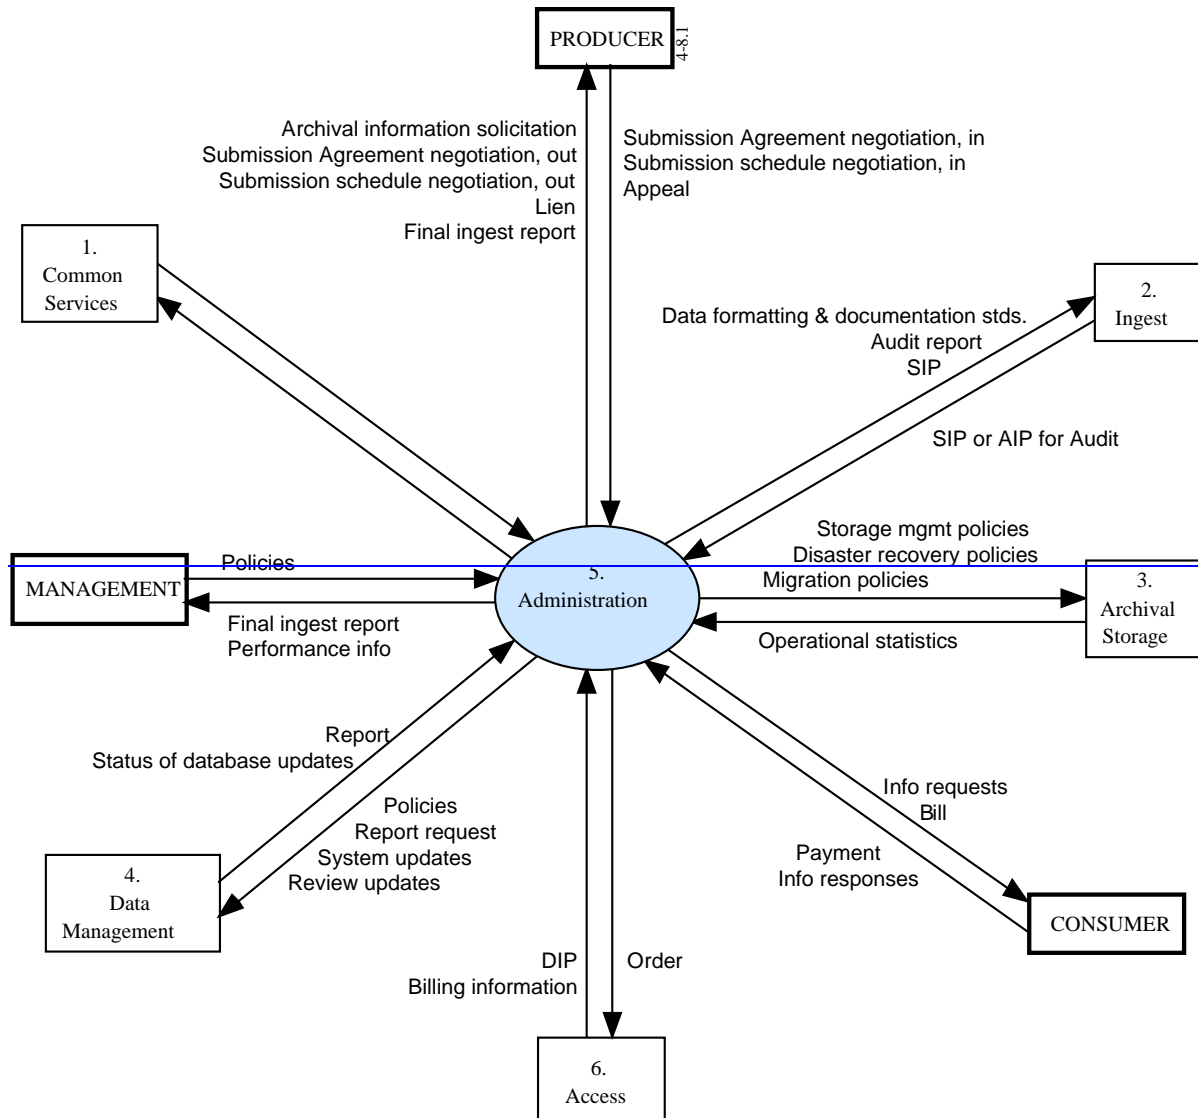 PRODUCER
4-8.1
Archival information solicitation
Submission Agreement negotiation, out
Submission schedule negotiation, out
Lien
Final ingest report
Submission Agreement negotiation, in
Submission schedule negotiation, in
Appeal
1.
Common
Services
2.
Ingest
Data formatting & documentation stds.
Audit report
SIP
SIP or AIP for Audit
MANAGEMENT
Policies
Final ingest report
Performance info
5.
Administration
Storage mgmt policies
Disaster recovery policies
Migration policies
Operational statistics
3.
Archival
Storage
Report
Status of database updates
Policies
Report request
System updates
Review updates
4.
Data
Management
Info requests
Bill
Payment
Info responses
CONSUMER
DIP
Billing information
Order
6.
Access